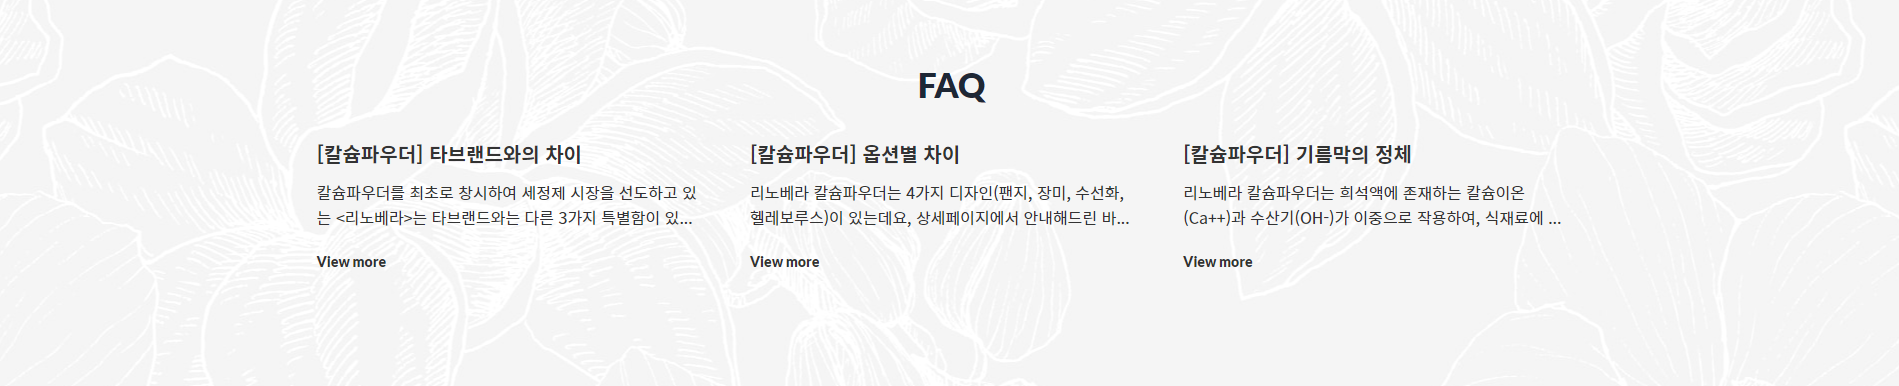 FAQ
[칼슘파우더] 타브랜드와의 차이
칼슘파우더를 최초로 창시하여 세정제 시장을 선도하고 있
는 <리노베라>는 타브랜드와는 다른 3가지 특별함이 있...
View more
[칼슘파우더] 옵션별 차이
리노베라 칼슘파우더는 4가지 디자인(팬지, 장미, 수선화,
헬레보루스)이 있는데요, 상세페이지에서 안내해드린 바...
View more
[칼슘파우더] 기름막의 정체
리노베라 칼슘파우더는 희석액에 존재하는 칼슘이온
(Ca++)과 수산기(OH-)가 이중으로 작용하여, 식재료에 ...
View more